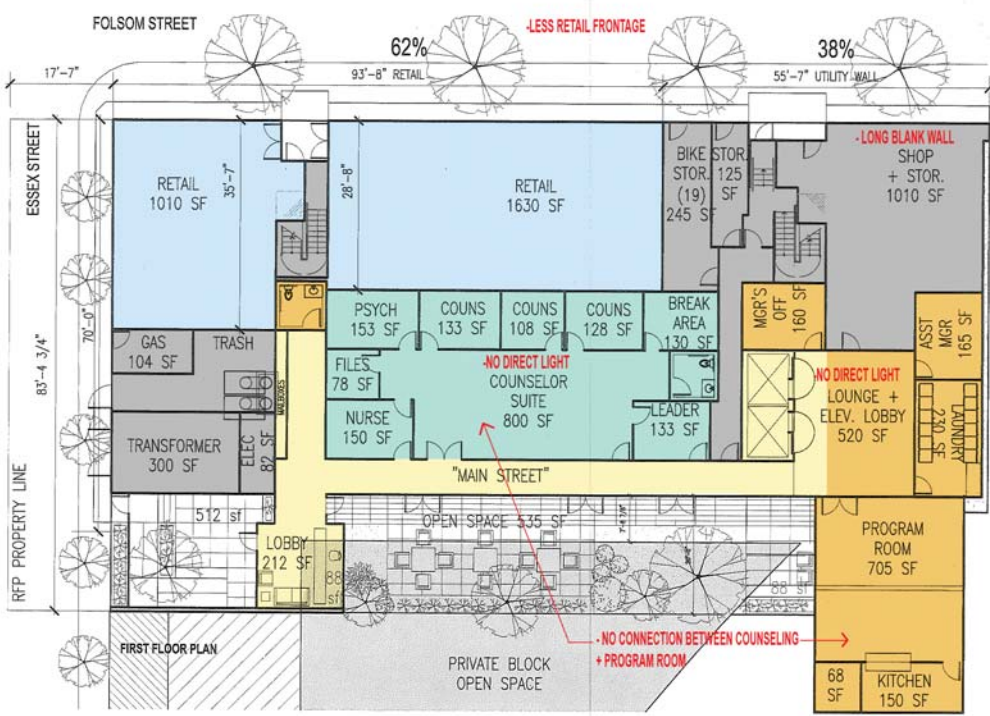 FOLSOM STREET
-LESS RETAIL FRONTAGE
62%
38%
17'-7"
93'-8" RETAIL
55'-7" UTILITY WALL
ESSEX STREET
RETAIL
1010 SF
35'-7"
28'-8"
RETAIL
1630 SF
BIKE
STOR.
(19)
245 SF
STOR.
125
SF
- LONG BLANK WALL
SHOP
+ STOR.
1010 SF
83'-4 3/4"
70'-0"
PSYCH
153 SF
COUNS
133 SF
COUNS
108 SF
COUNS
128 SF
BREAK
AREA
130 SF
MGR'S
OFF
160 SF
ASST
MGR
165 SF
GAS
104 SF
TRASH
MAILBOXES
FILES
78 SF
-NO DIRECT LIGHT
COUNSELOR
SUITE
800 SF
-NO DIRECT LIGHT
LOUNGE +
ELEV. LOBBY
520 SF
NURSE
150 SF
LEADER
133 SF
LAUNDRY
230 SF
TRANSFORMER
300 SF
ELEC
82 SF
"MAIN STREET"
RFP PROPERTY LINE
512 sf
OPEN SPACE 535 SF
LOBBY
212 SF
88
sf
88 sf
PROGRAM
ROOM
705 SF
FIRST FLOOR PLAN
- NO CONNECTION BETWEEN COUNSELING
+ PROGRAM ROOM
PRIVATE BLOCK
OPEN SPACE
68
SF
KITCHEN
150 SF